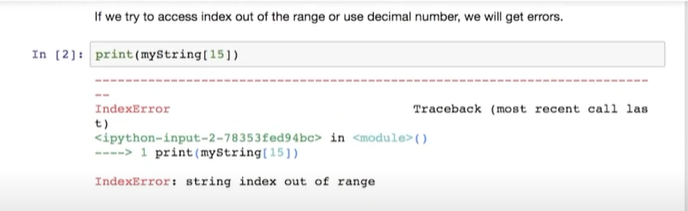 If we try to access index out of the range or use decimal number, we will get errors.
In [2]: print(myString[15])
---------------------------------------------------------------------------
IndexError Traceback (most recent call las
t)
<ipython-input-2-78353fed94bc> in <module>()
----> 1 print(myString[15])
IndexError: string index out of range